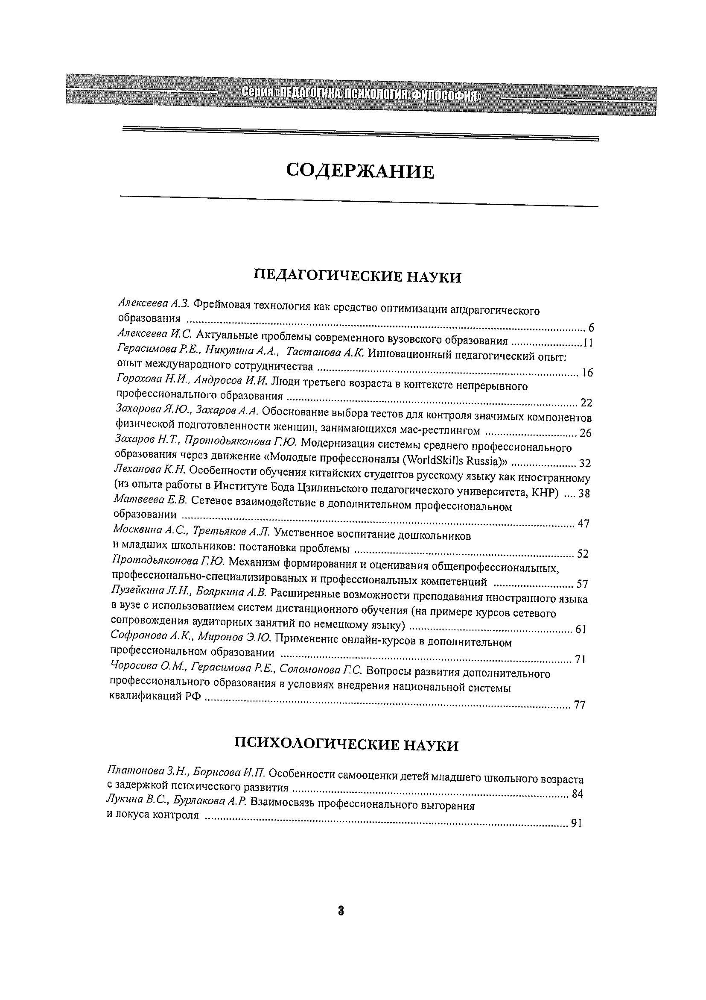 Серия «ПЕДАГОГИКА. ПСИХОЛОГИЯ. ФИЛОСОФИЯ»
СОДЕРЖАНИЕ
ПЕДАГОГИЧЕСКИЕ НАУКИ
Алексеева А.З. Фреймовая технология как средство оптимизации андрагогического
образования ........ 6
Алексеева И.С. Актуальные проблемы современного вузовского образования ........ 11
Герасимова Р.Е., Никулина А.А., Тастанова А.К. Инновационный педагогический опыт:
опыт международного сотрудничества ........ 16
Горохова Н.И., Андросов И.И. Люди третьего возраста в контексте непрерывного
профессионального образования ........ 22
Захарова Я.Ю., Захаров А.А. Обоснование выбора тестов для контроля значимых компонентов
физической подготовленности женщин, занимающихся мас-рестлингом ........ 26
Захаров Н.Т., Протодьяконова Г.Ю. Модернизация системы среднего профессионального
образования через движение «Молодые профессионалы (WorldSkills Russia)» ........ 32
Леханова К.Н. Особенности обучения китайских студентов русскому языку как иностранному
(из опыта работы в Институте Бода Цзилиньского педагогического университета, КНР) .... 38
Матвеева Е.В. Сетевое взаимодействие в дополнительном профессиональном
образовании ........ 47
Москвина А.С., Третьяков А.Л. Умственное воспитание дошкольников
и младших школьников: постановка проблемы ........ 52
Протодьяконова Г.Ю. Механизм формирования и оценивания общепрофессиональных,
профессионально-специализированых и профессиональных компетенций ........ 57
Пузейкина Л.Н., Бояркина А.В. Расширенные возможности преподавания иностранного языка
в вузе с использованием систем дистанционного обучения (на примере курсов сетевого
сопровождения аудиторных занятий по немецкому языку) ........ 61
Софронова А.К., Миронов Э.Ю. Применение онлайн-курсов в дополнительном
профессиональном образовании ........ 71
Чоросова О.М., Герасимова Р.Е., Соломонова Г.С. Вопросы развития дополнительного
профессионального образования в условиях внедрения национальной системы
квалификаций РФ ........ 77
ПСИХОЛОГИЧЕСКИЕ НАУКИ
Платонова З.Н., Борисова И.П. Особенности самооценки детей младшего школьного возраста
с задержкой психического развития ........ 84
Лукина В.С., Бурлакова А.Р. Взаимосвязь профессионального выгорания
и локуса контроля ........ 91
3